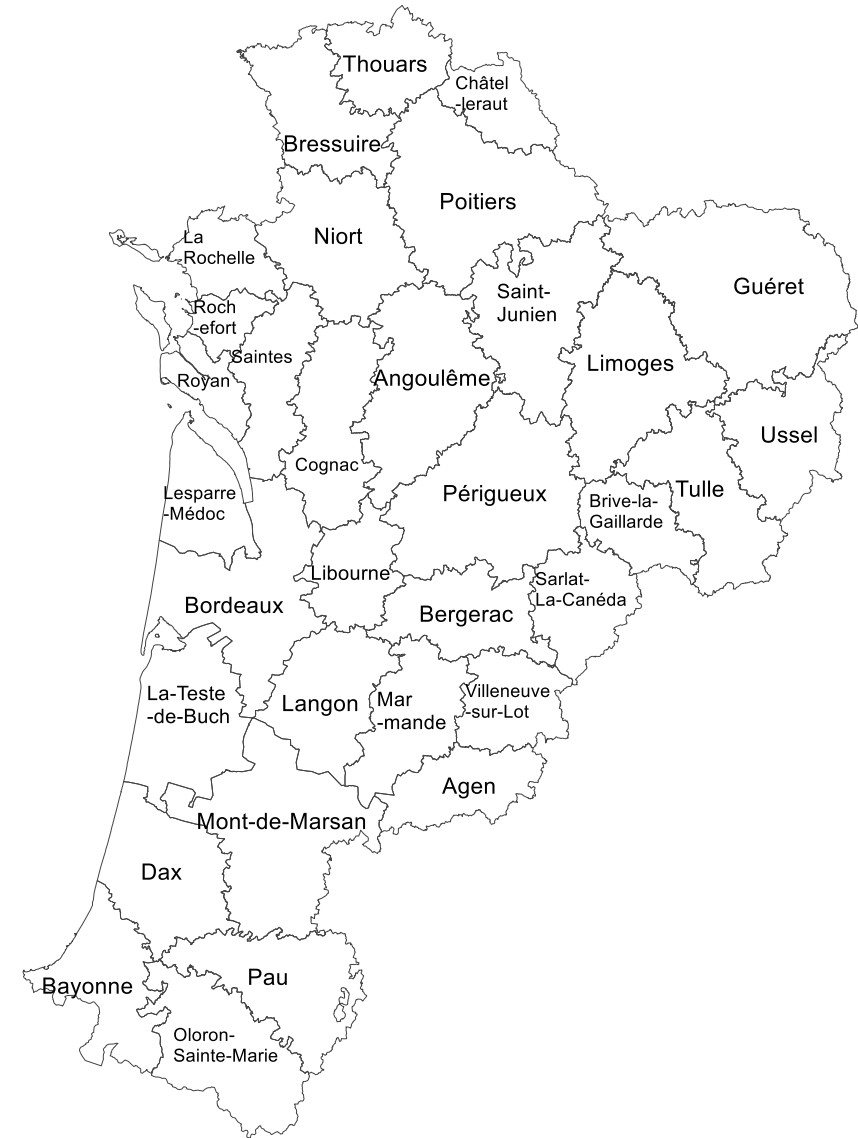 Thouars
Châtel
-leraut
Bressuire
Poitiers
Niort
La
Rochelle
Guéret
Saint-
Junien
Roch
-efort
Saintes
Limoges
Royan
Angoulême
Ussel
Cognac
Périgueux
Tulle
Lesparre
-Médoc
Brive-la-
Gaillarde
Libourne
Sarlat-
La-Canéda
Bordeaux
Bergerac
La-Teste
-de-Buch
Langon
Mar
-mande
Villeneuve
-sur-Lot
Agen
Mont-de-Marsan
Dax
Pau
Bayonne
Oloron-
Sainte-Marie